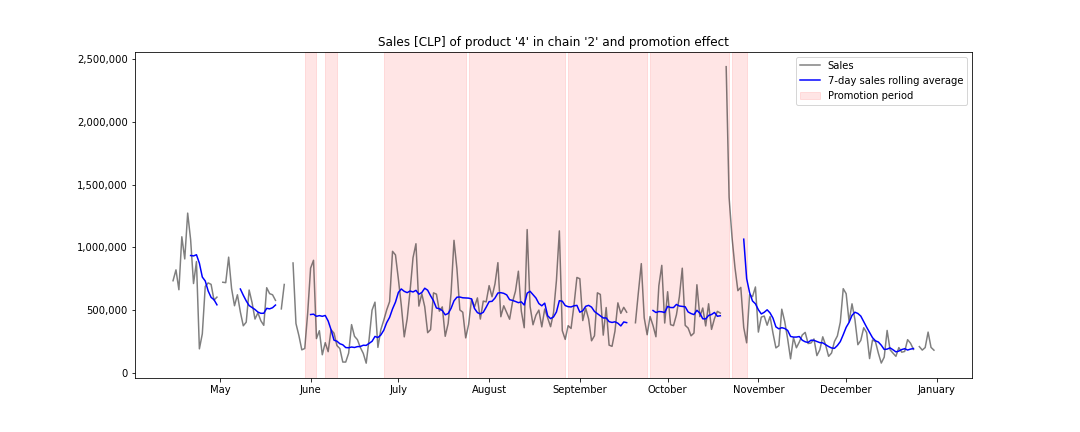 Sales [CLP] of product '4' in chain '2' and promotion effect
2,500,000
2,000,000
1,500,000
1,000,000
500,000
0
Sales
7-day sales rolling average
Promotion period
May June July August September October November December January